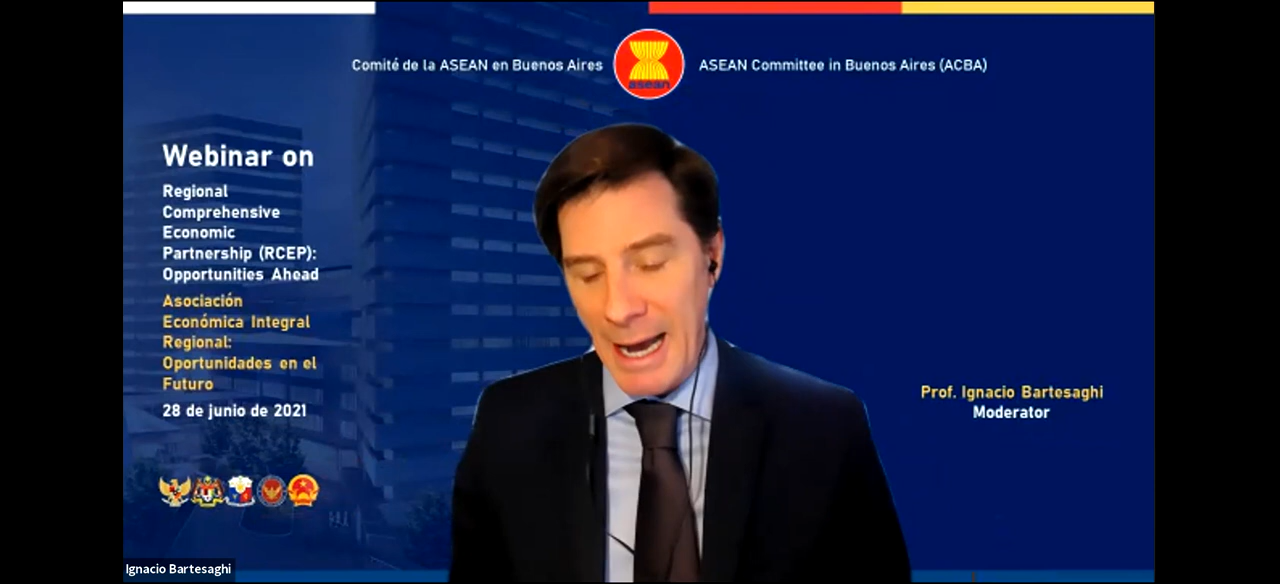 Comité de la ASEAN en Buenos Aires
asean
ASEAN Committee in Buenos Aires (ACBA)
Webinar on
Regional
Comprehensive
Economic
Partnership (RCEP):
Opportunities Ahead
Asociación
Económica Integral
Regional:
Oportunidades en el
Futuro
28 de junio de 2021
Prof. Ignacio Bartesaghi
Moderator
Ignacio Bartesaghi